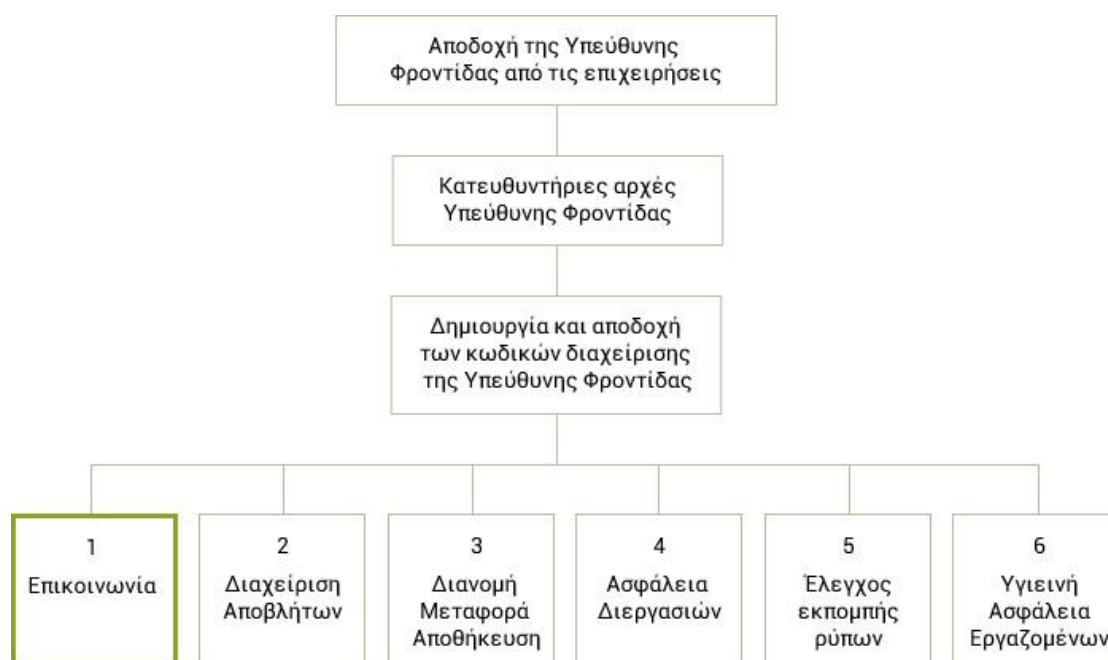 Αποδοχή της Υπεύθυνης
Φροντίδας από τις επιχειρήσεις
Κατευθυντήριες αρχές
Υπεύθυνης Φροντίδας
Δημιουργία και αποδοχή
των κωδικών διαχείρισης
της Υπεύθυνης Φροντίδας
1
Επικοινωνία
2
Διαχείριση
Αποβλήτων
3
Διανομή
Μεταφορά
Αποθήκευση
4
Ασφάλεια
Διεργασιών
5
Έλεγχος
εκπομπής
ρύπων
6
Υγιεινή
Ασφάλεια
Εργαζομένων